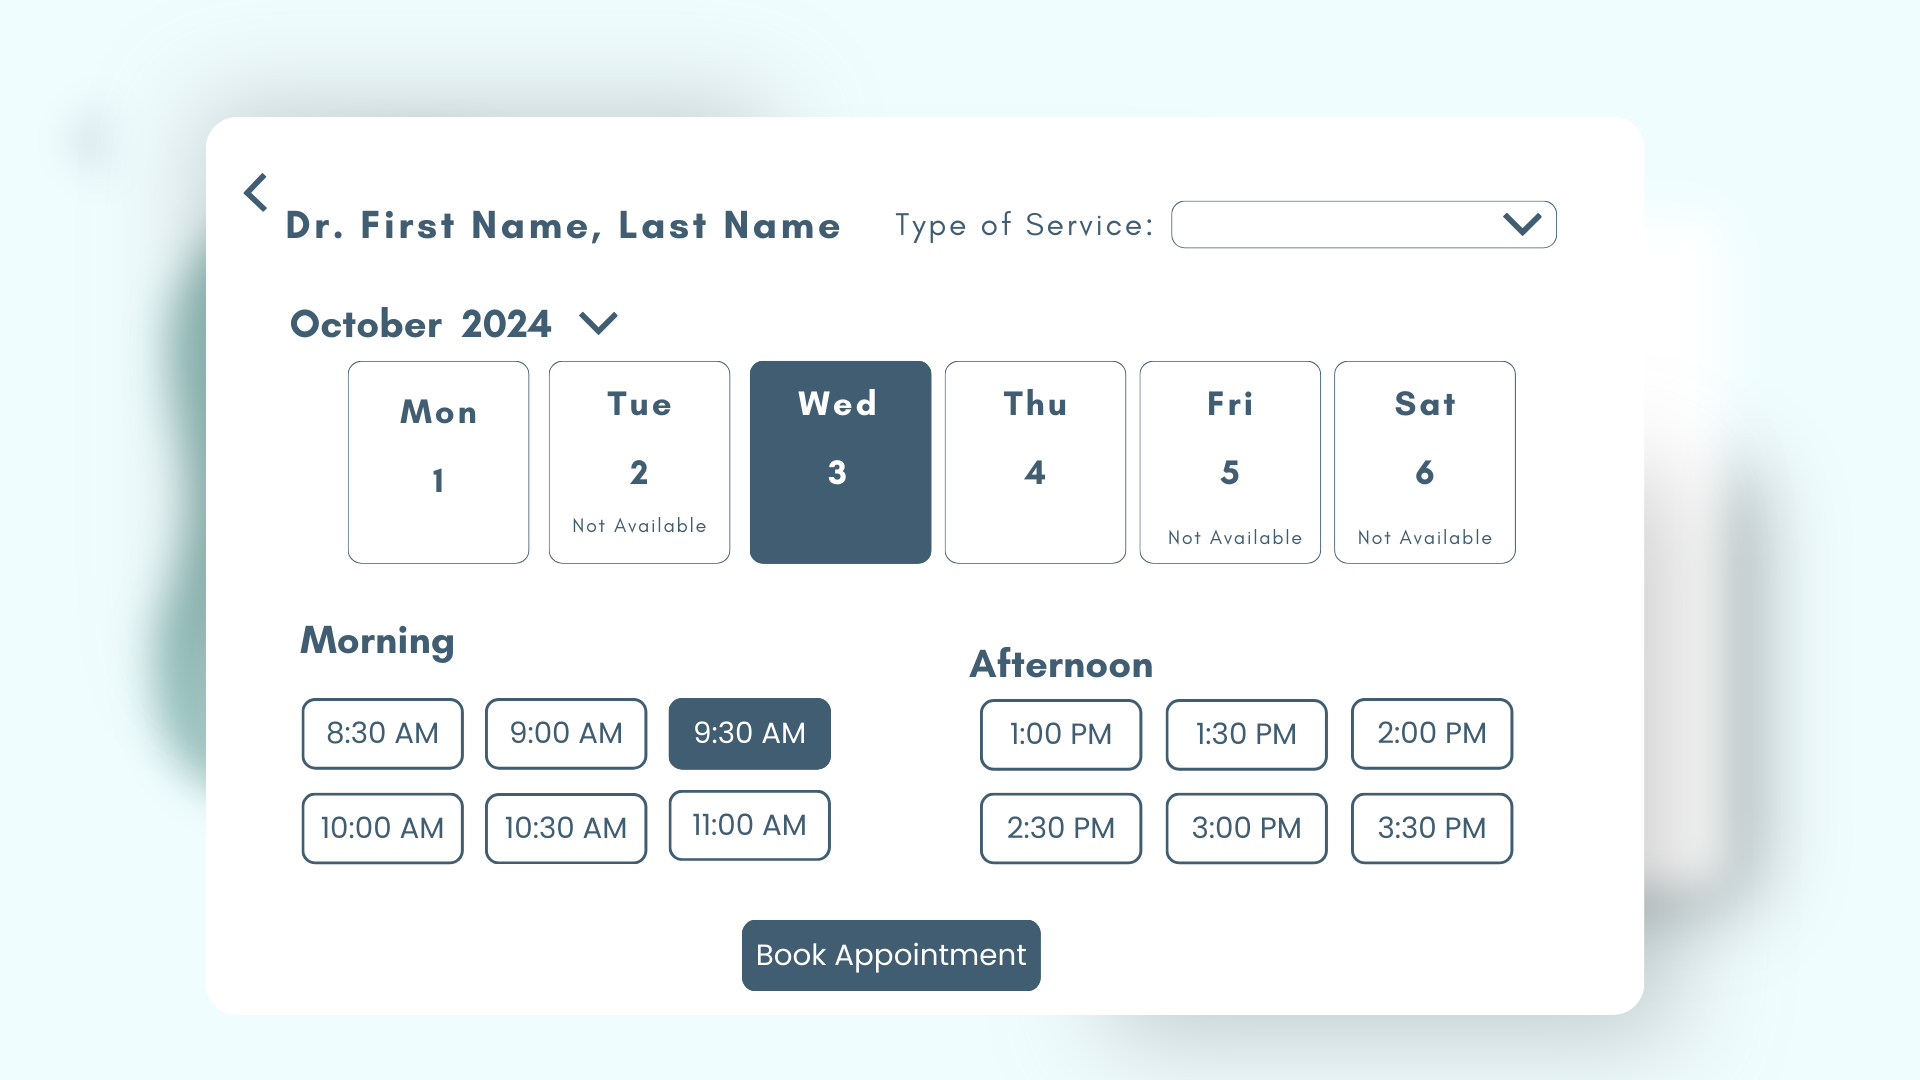 Dr. First Name, Last Name
Type of Service:
October 2024
Mon
1
Tue
2
Not Available
Wed
3
Thu
4
Fri
5
Not Available
Sat
6
Not Available
Morning
8:30 AM
9:00 AM
9:30 AM
10:00 AM
10:30 AM
11:00 AM
Afternoon
1:00 PM
1:30 PM
2:00 PM
2:30 PM
3:00 PM
3:30 PM
Book Appointment